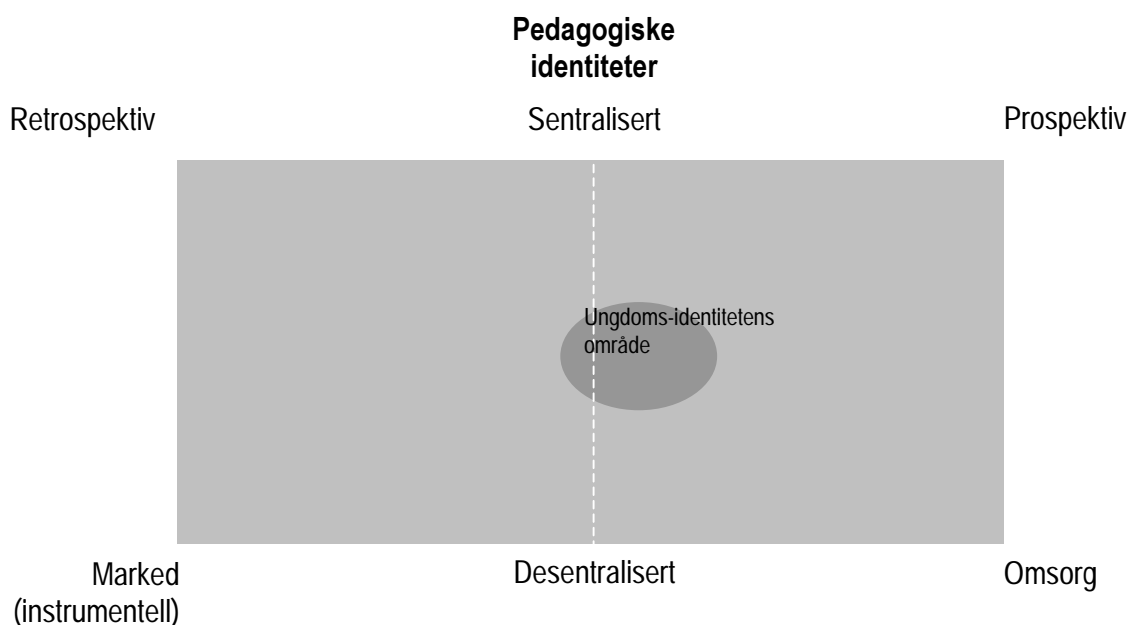 Pedagogiske
identiteter
Retrospektiv
Sentralisert
Prospektiv
Ungdoms-identitetens
område
Marked
(instrumentell)
Desentralisert
Omsorg